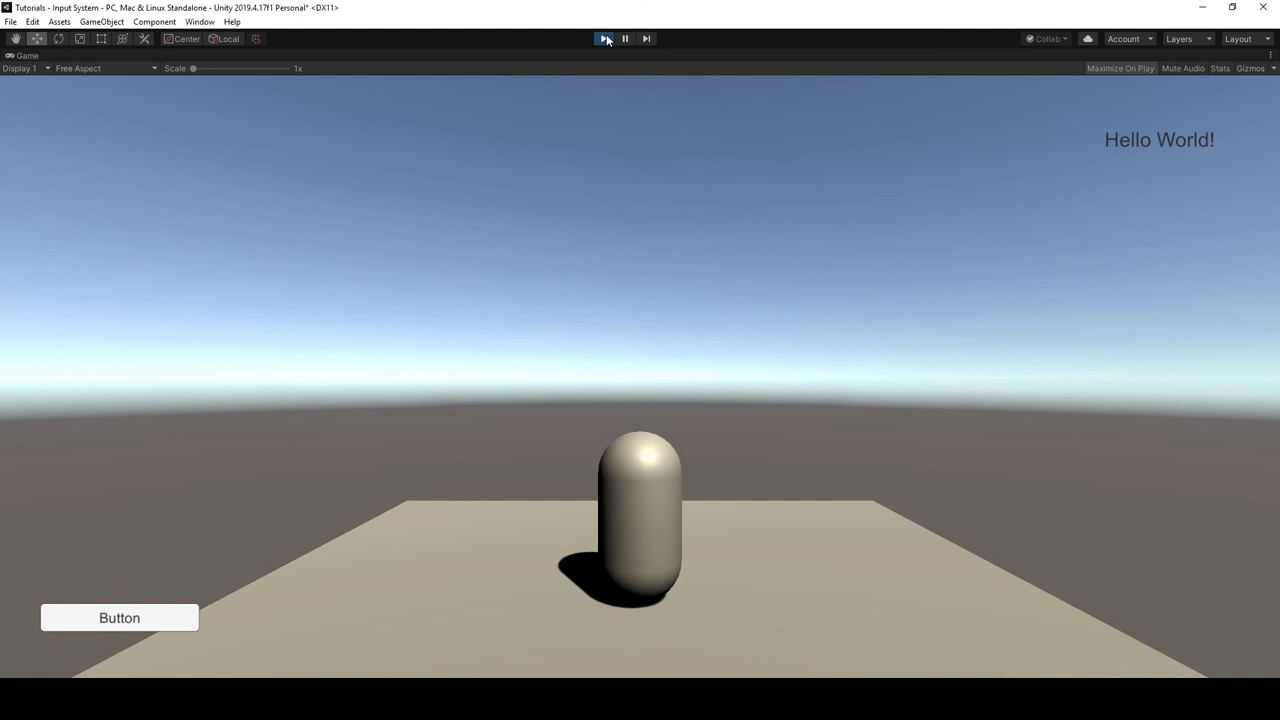 Tutorials - Input System - PC, Mac & Linux Standalone - Unity 2019.4.17f1 Personal* <DX11>
File Edit Assets GameObject Component Window Help
Center Local Collab Account Layers Layout
Game
Display 1 Free Aspect Scale 1x Maximize On Play Mute Audio Stats Gizmos
Hello World!
Button